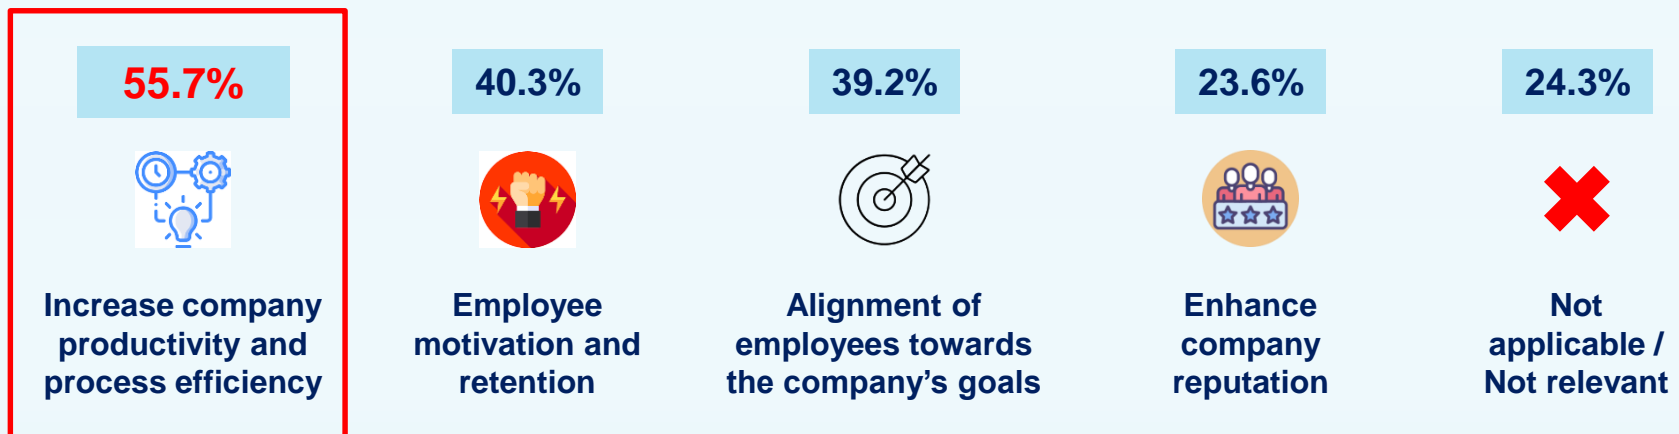 55.7%
Increase company
productivity and
process efficiency
40.3%
Employee
motivation and
retention
39.2%
Alignment of
employees towards
the company’s goals
23.6%
Enhance
company
reputation
24.3%
Not
applicable /
Not relevant